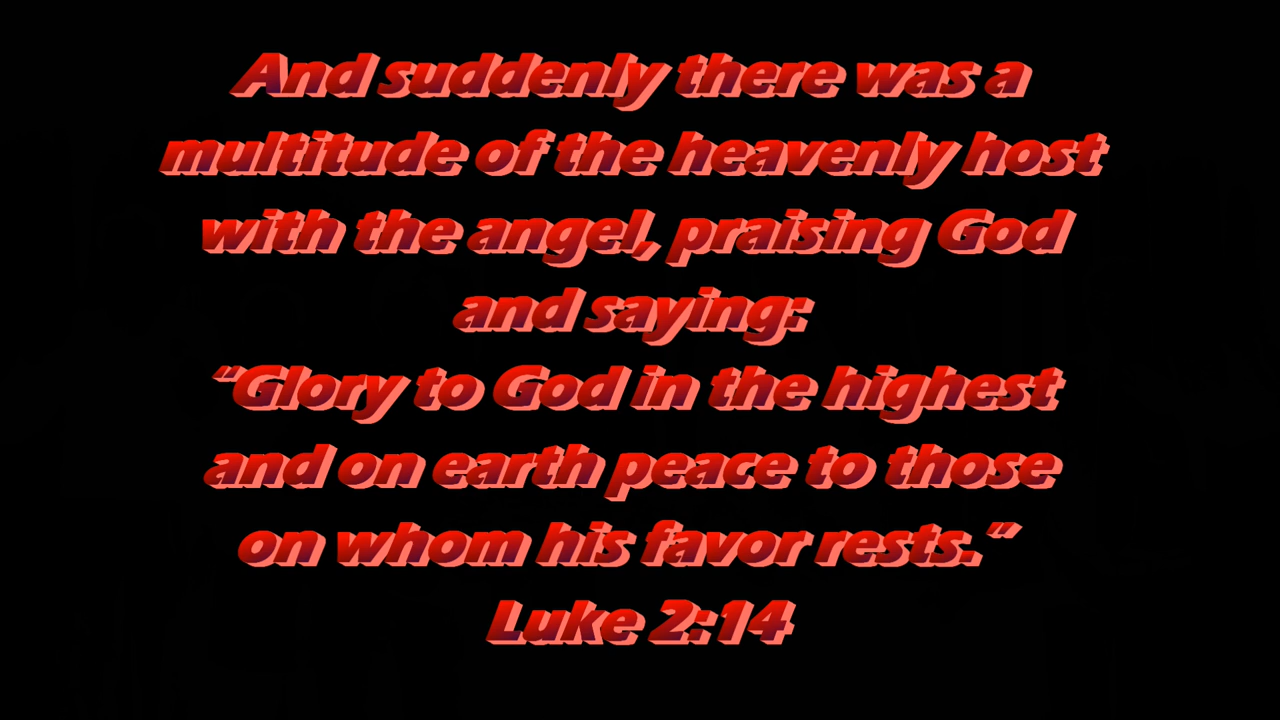 And suddenly there was a
multitude of the heavenly host
with the angel, praising God
and saying:
“Glory to God in the highest
and on earth peace to those
on whom his favor rests.”
Luke 2:14